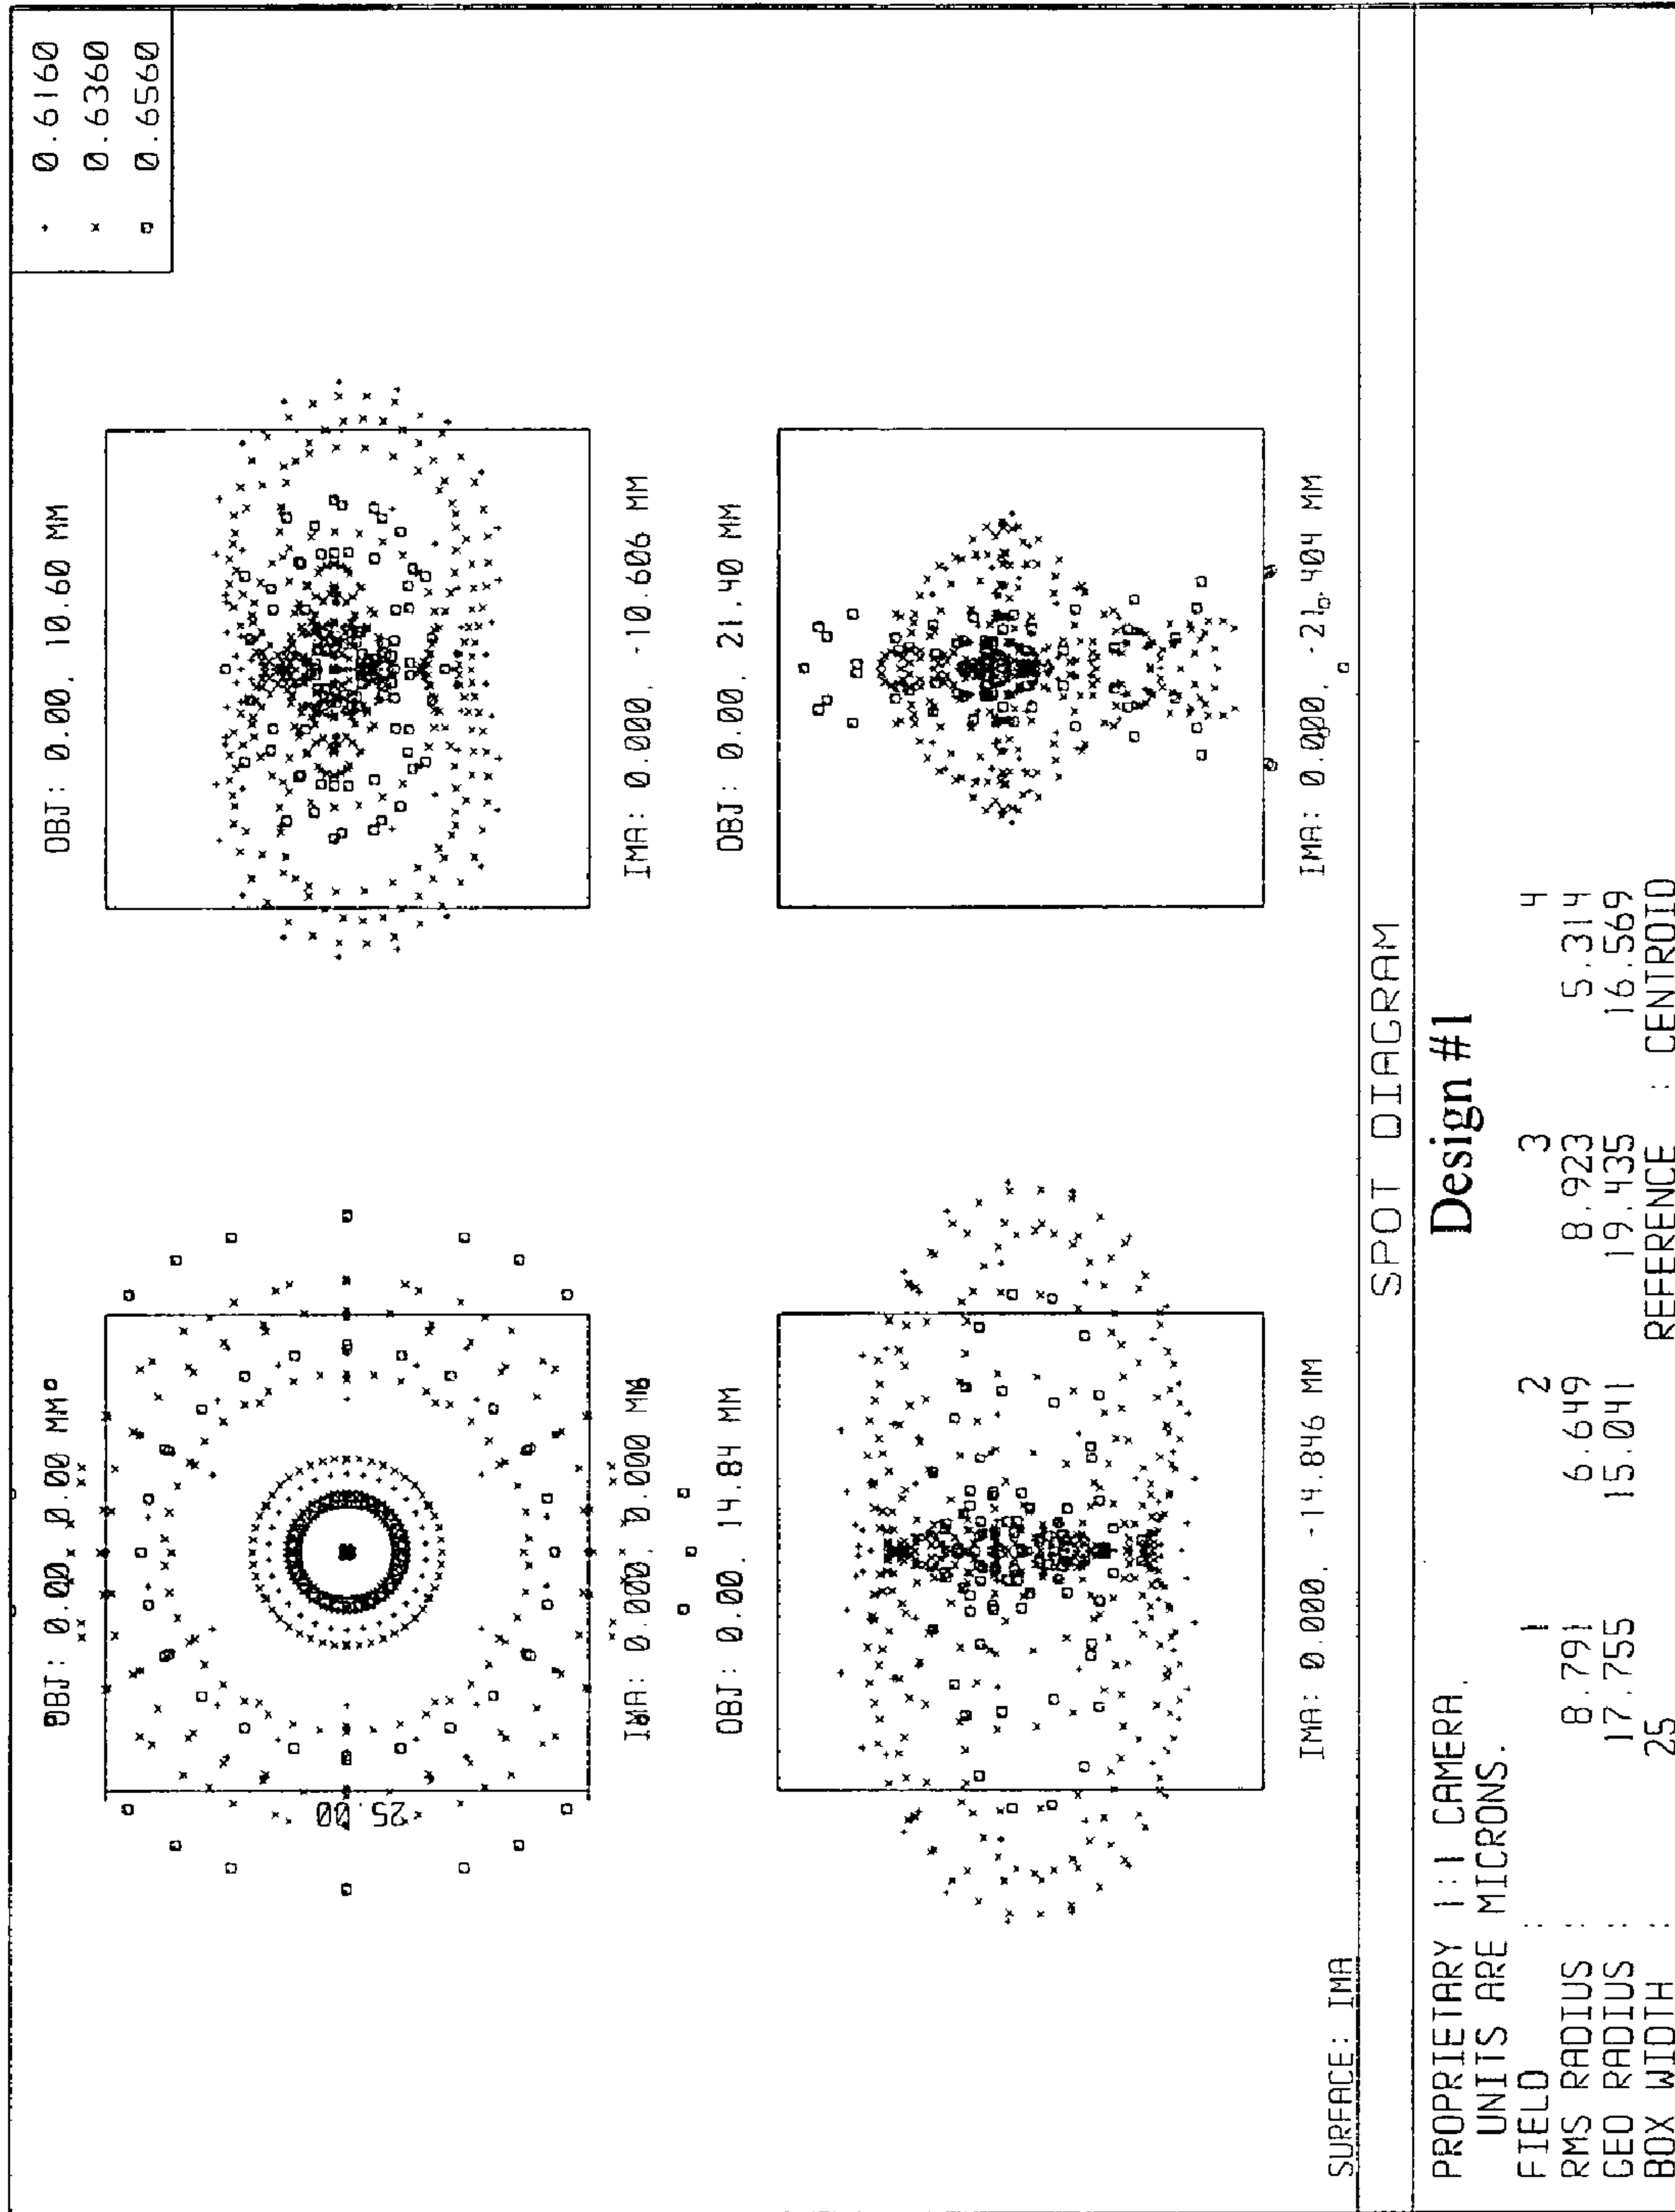 + 0.6160
× 0.6360
□ 0.6560
OBJ: 0.00, 0.00 MM
OBJ: 0.00, 10.60 MM
25.00
IMA: 0.000, 0.000 MM
IMA: 0.000, -10.606 MM
OBJ: 0.00, 14.84 MM
OBJ: 0.00, 21.40 MM
IMA: 0.000, -14.846 MM
IMA: 0.000, -21.404 MM
SURFACE: IMA
SPOT DIAGRAM
Design #1
PROPRIETARY 1:1 CAMERA.
UNITS ARE MICRONS.
FIELD : 1 2 3 4
RMS RADIUS : 8.791 6.649 8.923 5.314
GEO RADIUS : 17.755 15.041 19.435 16.569
BOX WIDTH : 25 REFERENCE : CENTROID